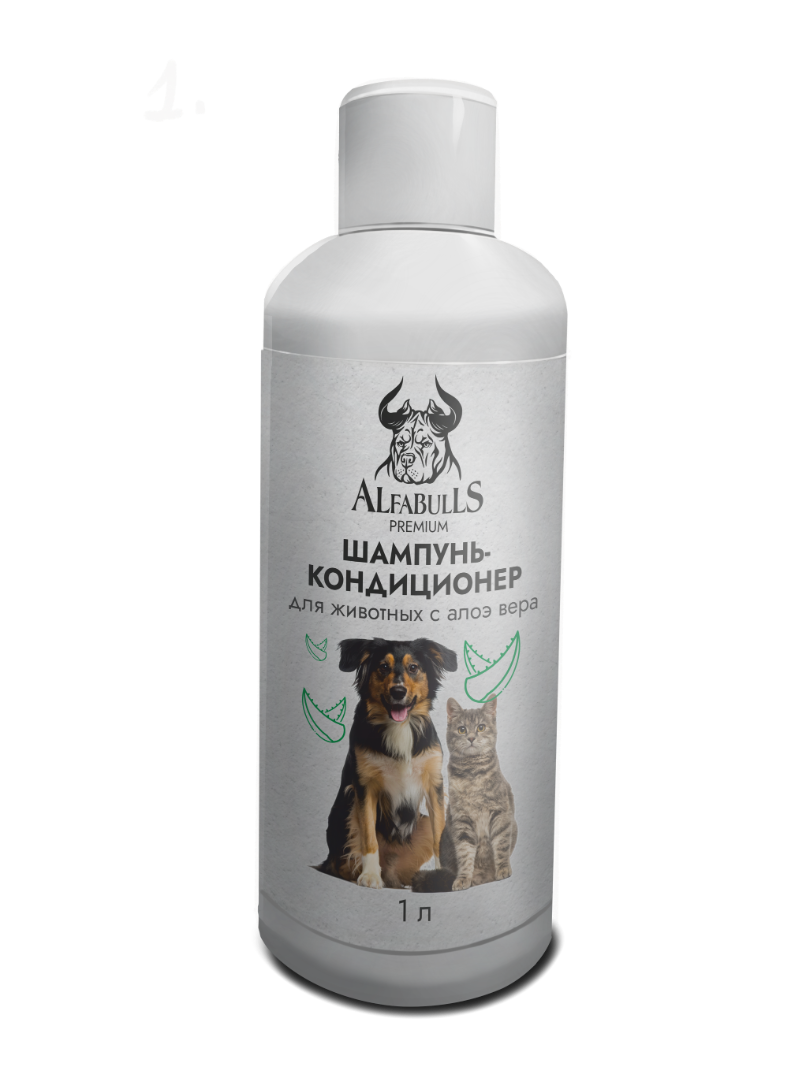 1.
ALFABULLS
PREMIUM
ШАМПУНЬ-
КОНДИЦИОНЕР
для животных с алоэ вера
1 л